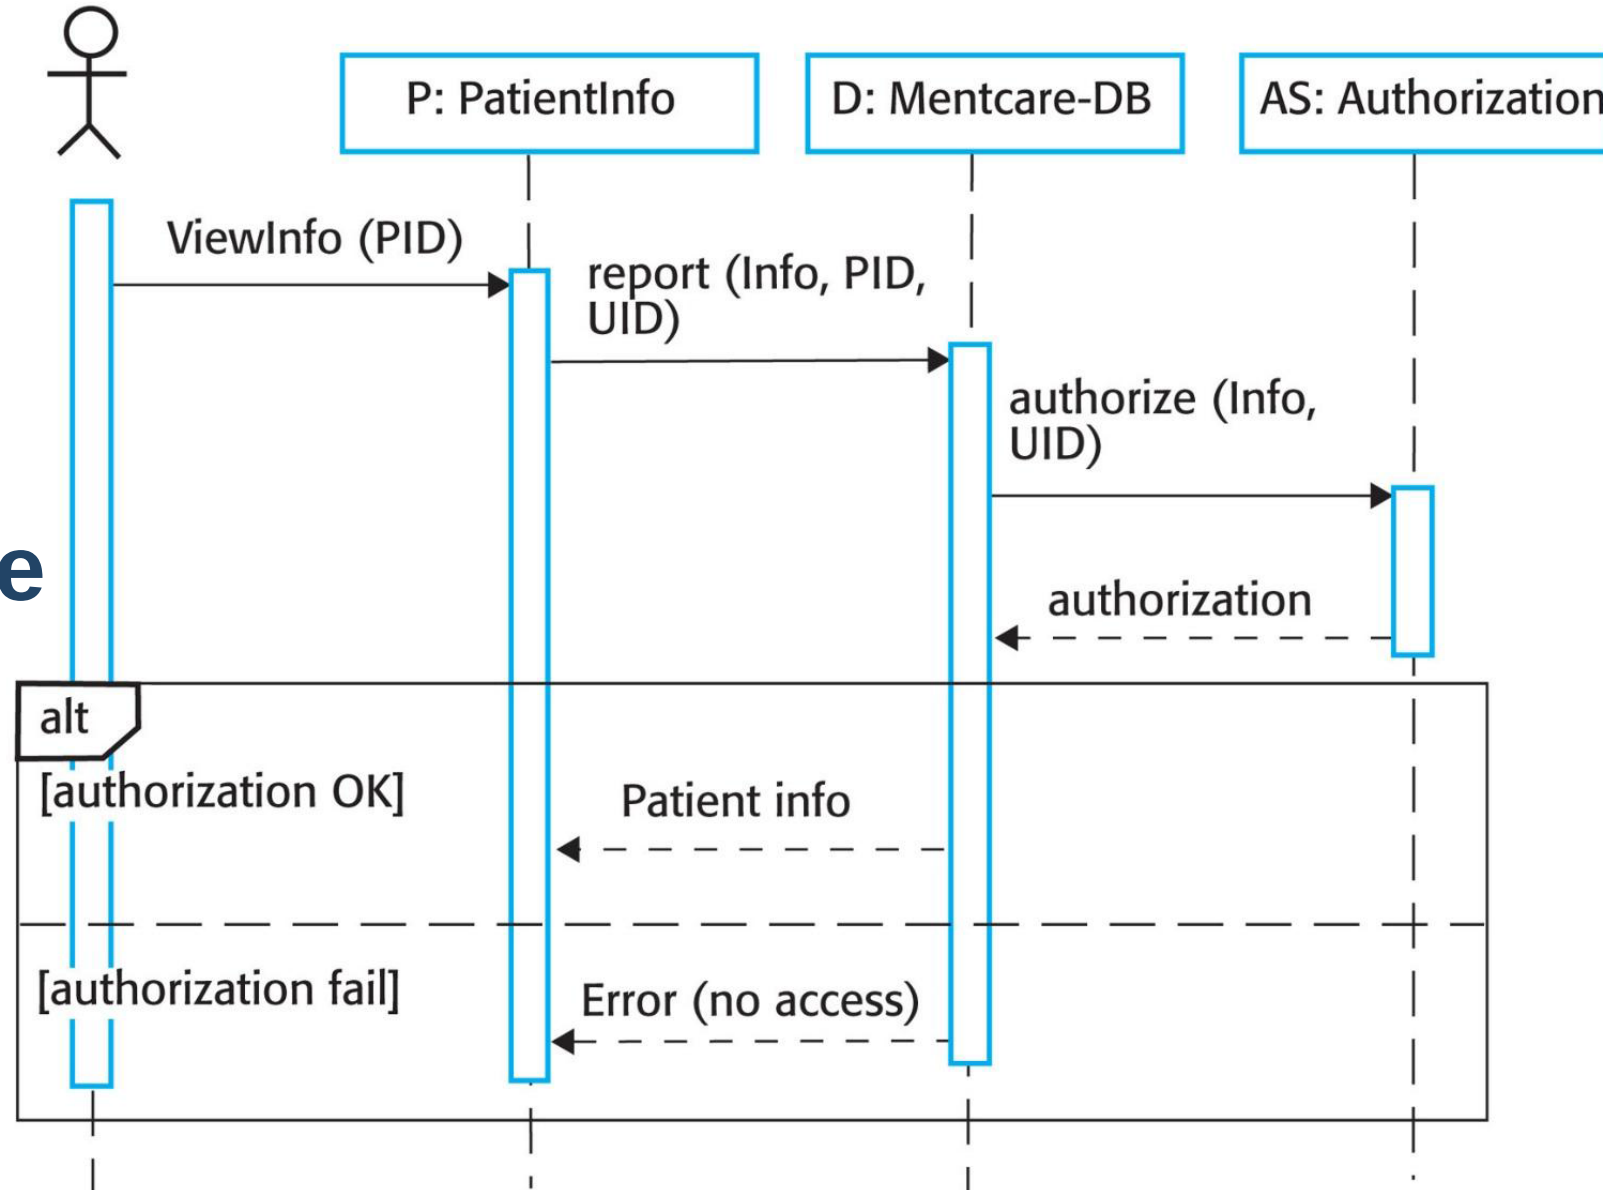 P: PatientInfo
D: Mentcare-DB
AS: Authorization
ViewInfo (PID)
report (Info, PID,
UID)
authorize (Info,
UID)
e
authorization
alt
[authorization OK]
Patient info
[authorization fail]
Error (no access)